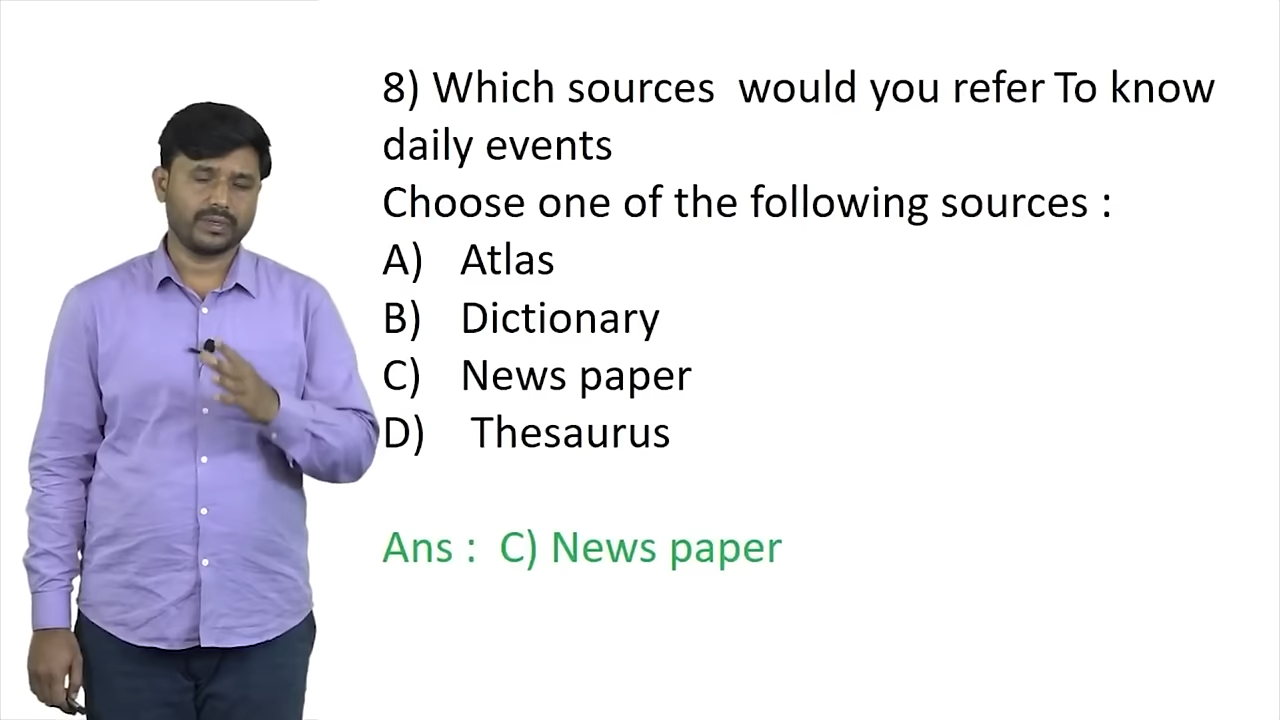 8) Which sources  would you refer To know
daily events
Choose one of the following sources :
A)   Atlas
B)   Dictionary
C)   News paper
D)    Thesaurus
Ans :  C) News paper